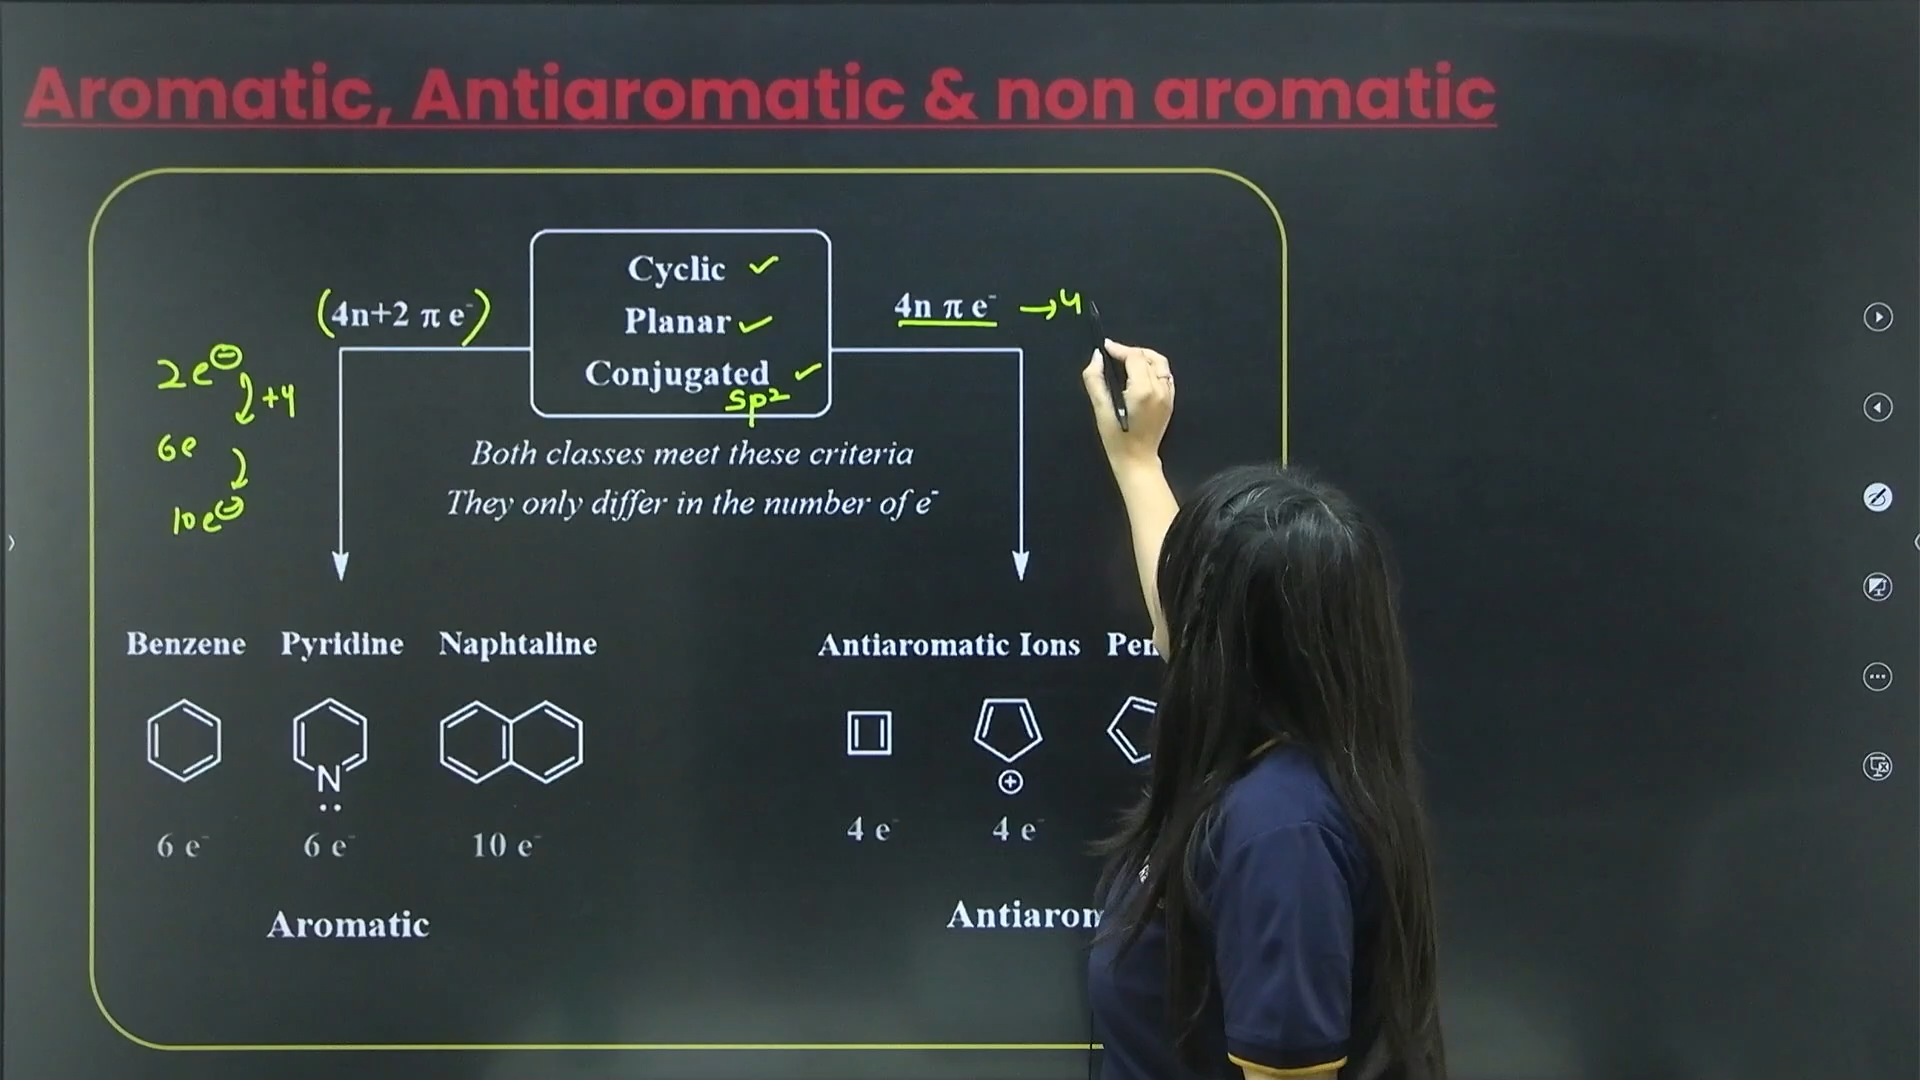 Aromatic, Antiaromatic & non aromatic
Cyclic ✓
(4n+2 π e⁻)
Planar ✓
4n π e⁻ → 4
Conjugated ✓
sp2
2e⊖
+4
6e
10e⊖
Both classes meet these criteria
They only differ in the number of e⁻
Benzene Pyridine Naphtaline
Antiaromatic Ions
N
⊕
6 e⁻ 6 e⁻ 10 e⁻
4 e⁻ 4 e⁻
Aromatic